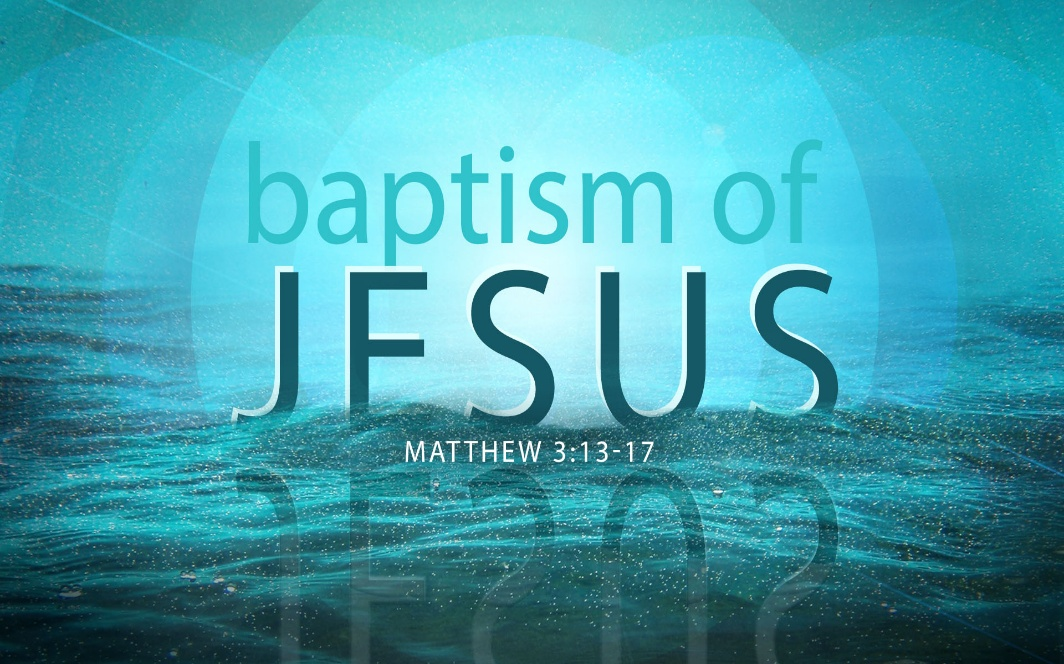 baptism of
JESUS
MATTHEW 3:13-17